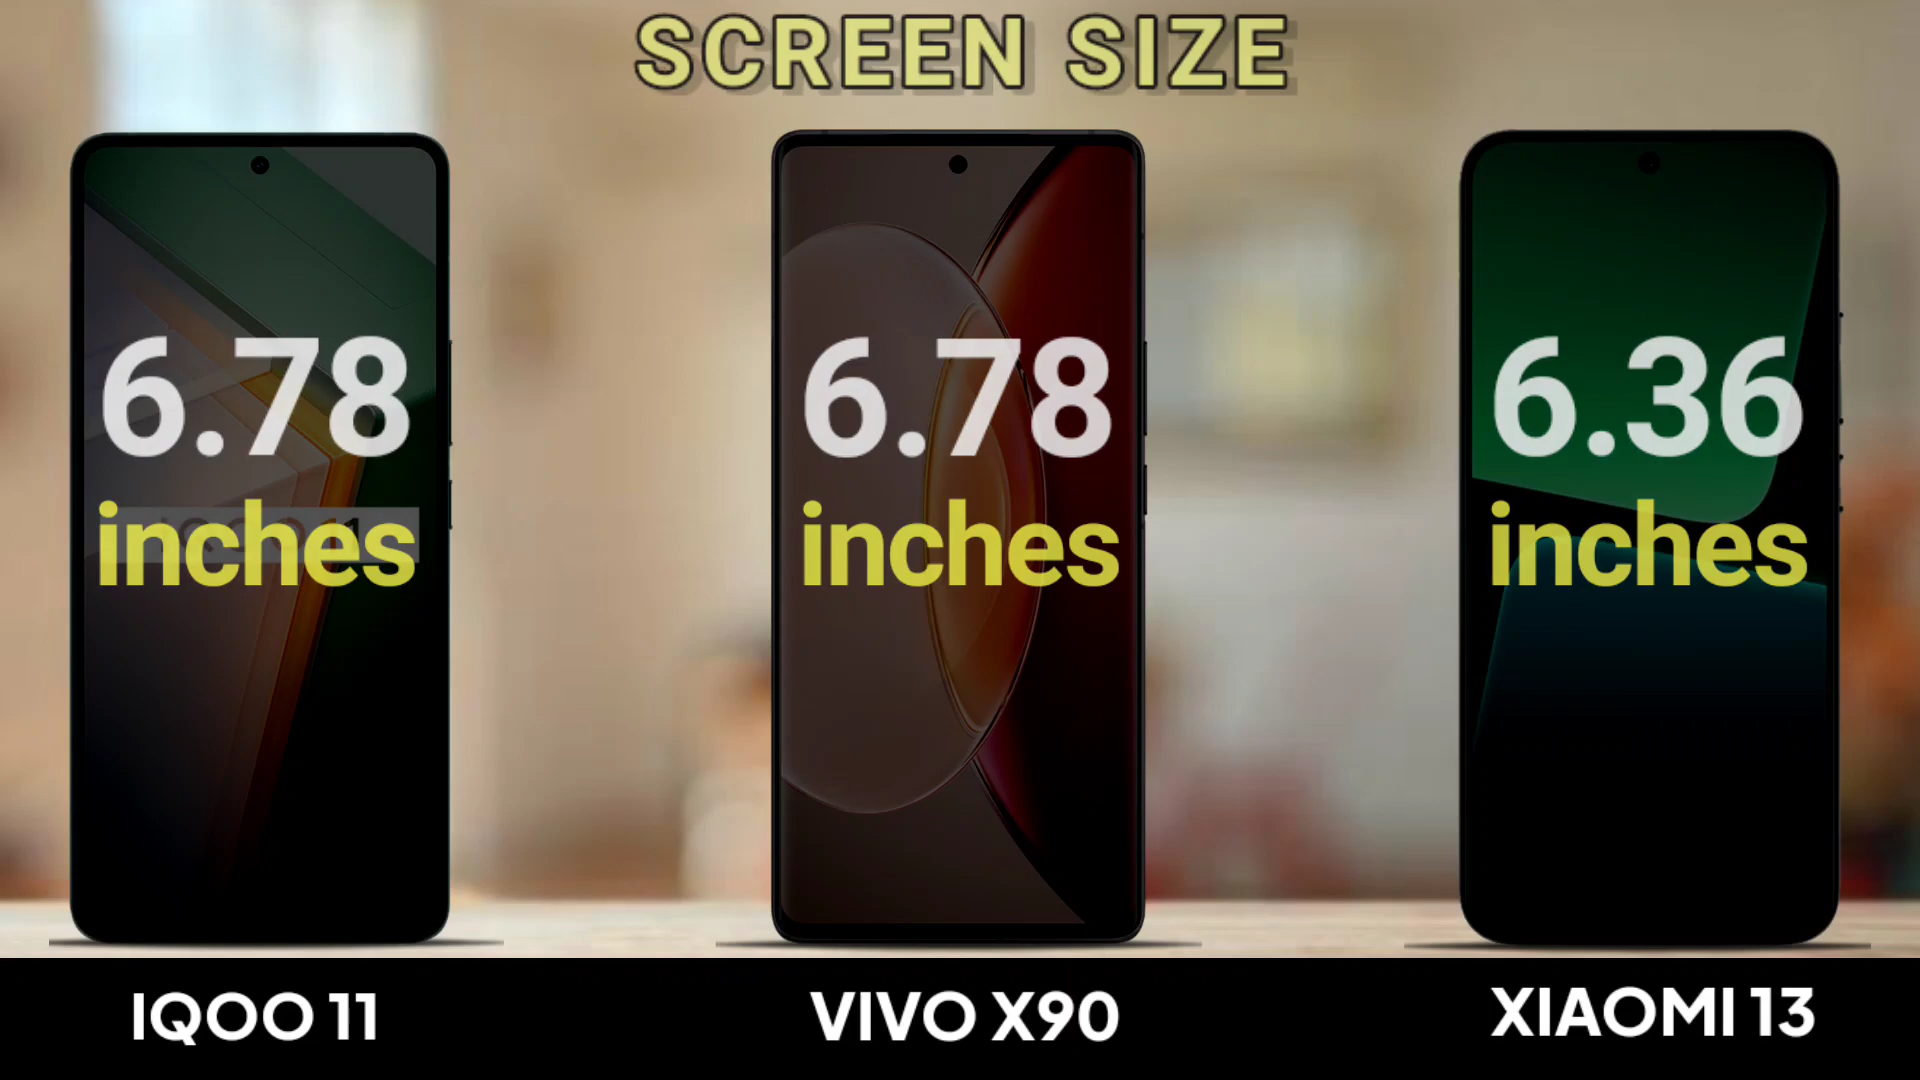 SCREEN SIZE
6.78
inches
6.78
inches
6.36
inches
IQOO 11
VIVO X90
XIAOMI 13